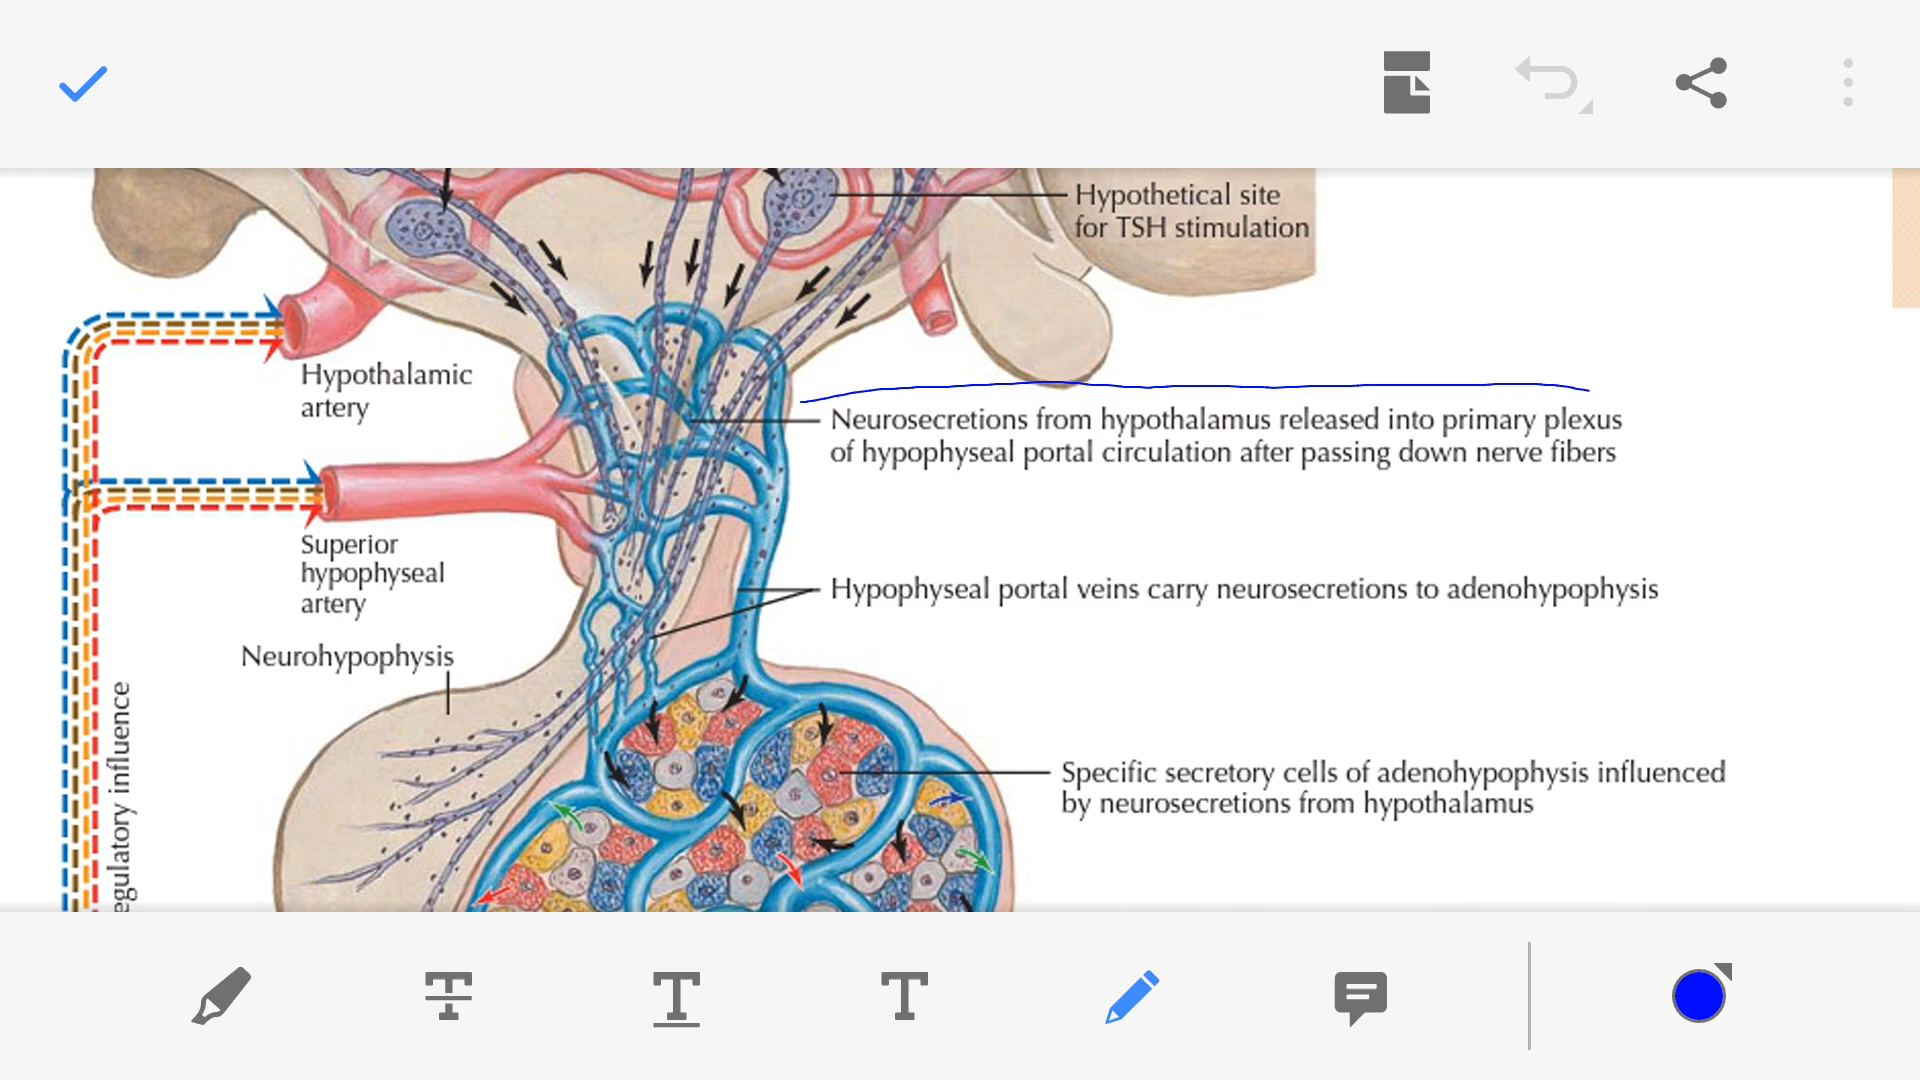 Hypothetical site
for TSH stimulation
Hypothalamic
artery
Neurosecretions from hypothalamus released into primary plexus
of hypophyseal portal circulation after passing down nerve fibers
Superior
hypophyseal
artery
Hypophyseal portal veins carry neurosecretions to adenohypophysis
Neurohypophysis
egulatory influence
Specific secretory cells of adenohypophysis influenced
by neurosecretions from hypothalamus